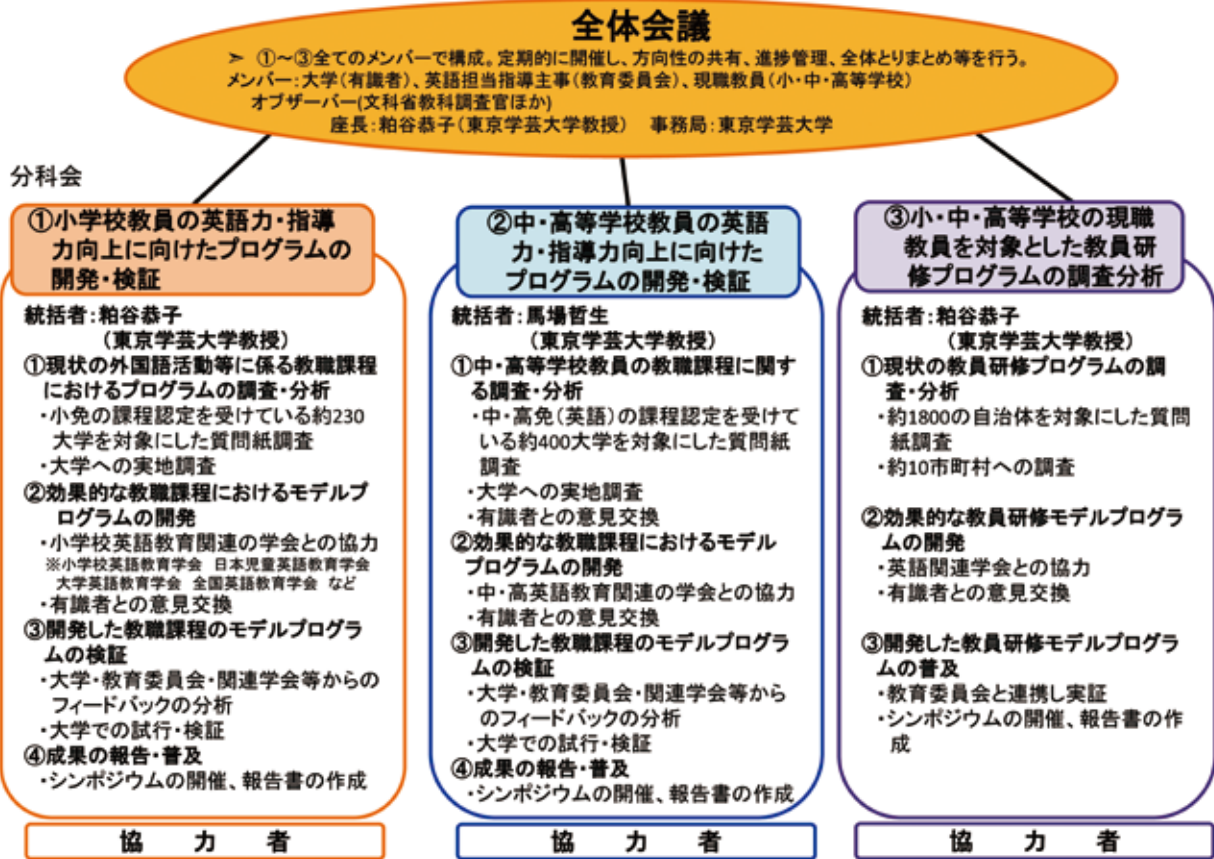 全体会議
➢ ①～③全てのメンバーで構成。定期的に開催し、方向性の共有、進捗管理、全体とりまとめ等を行う。
メンバー：大学（有識者）、英語担当指導主事（教育委員会）、現職教員（小・中・高等学校）
オブザーバー(文科省教科調査官ほか)
座長：粕谷恭子（東京学芸大学教授）　事務局：東京学芸大学
分科会
①小学校教員の英語力・指導
力向上に向けたプログラムの
開発・検証
統括者：粕谷恭子
（東京学芸大学教授）
①現状の外国語活動等に係る教職課程
におけるプログラムの調査・分析
・小免の課程認定を受けている約230
大学を対象にした質問紙調査
・大学への実地調査
②効果的な教職課程におけるモデルプ
ログラムの開発
・小学校英語教育関連の学会との協力
※小学校英語教育学会　日本児童英語教育学会
大学英語教育学会　全国英語教育学会　など
・有識者との意見交換
③開発した教職課程のモデルプログラ
ムの検証
・大学・教育委員会・関連学会等からの
フィードバックの分析
・大学での試行・検証
④成果の報告・普及
・シンポジウムの開催、報告書の作成
協　力　者
②中・高等学校教員の英語
力・指導力向上に向けた
プログラムの開発・検証
統括者：馬場哲生
（東京学芸大学教授）
①中・高等学校教員の教職課程に関す
る調査・分析
・中・高免（英語）の課程認定を受けて
いる約400大学を対象にした質問紙
調査
・大学への実地調査
・有識者との意見交換
②効果的な教職課程におけるモデル
プログラムの開発
・中・高英語教育関連の学会との協力
・有識者との意見交換
③開発した教職課程のモデルプログラ
ムの検証
・大学・教育委員会・関連学会等から
のフィードバックの分析
・大学での試行・検証
④成果の報告・普及
・シンポジウムの開催、報告書の作成
協　力　者
③小・中・高等学校の現職
教員を対象とした教員研
修プログラムの調査分析
統括者：粕谷恭子
（東京学芸大学教授）
①現状の教員研修プログラムの調
査・分析
・約1800の自治体を対象にした質問
紙調査
・約10市町村への調査
②効果的な教員研修モデルプログラ
ムの開発
・英語関連学会との協力
・有識者との意見交換
③開発した教員研修モデルプログラム
の普及
・教育委員会と連携し実証
・シンポジウムの開催、報告書の作
成
協　力　者